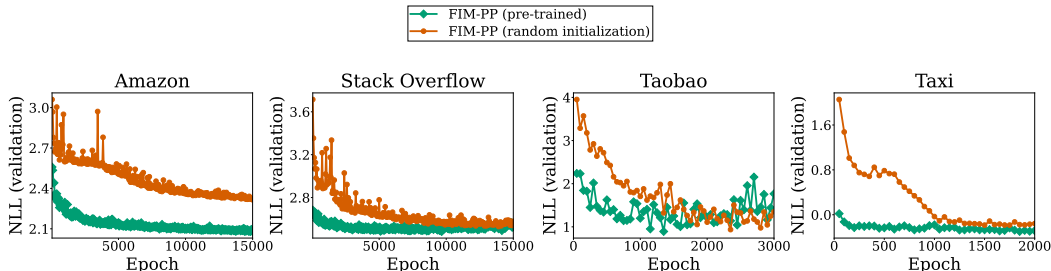 FIM-PP (pre-trained)
FIM-PP (random initialization)
Amazon
NLL (validation)
3.0
2.7
2.4
2.1
5000 10000 15000
Epoch
Stack Overflow
NLL (validation)
3.6
3.2
2.8
5000 10000 15000
Epoch
Taobao
NLL (validation)
4
3
2
1
0 1000 2000 3000
Epoch
Taxi
NLL (validation)
1.6
0.8
0.0
0 500 1000 1500 2000
Epoch